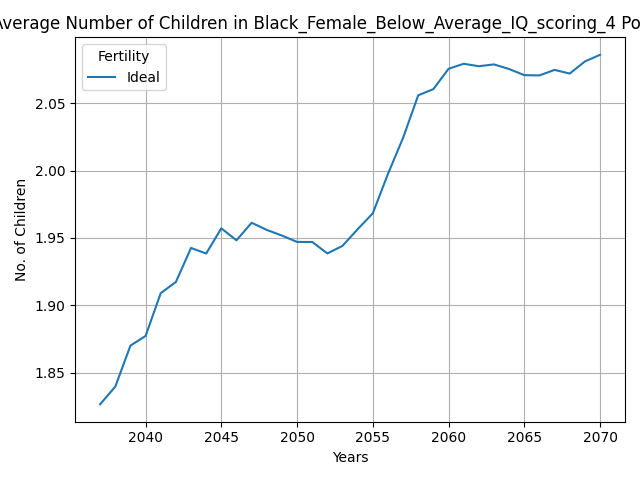 Average Number of Children in Black_Female_Below_Average_IQ_scoring_4 Po
Fertility
Ideal
No. of Children
2.05
2.00
1.95
1.90
1.85
2040 2045 2050 2055 2060 2065 2070
Years